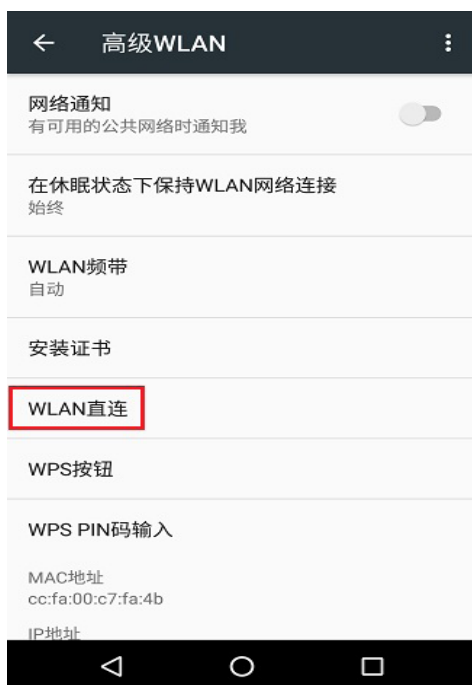 高级WLAN
网络通知
有可用的公共网络时通知我
在休眠状态下保持WLAN网络连接
始终
WLAN频带
自动
安装证书
WLAN直连
WPS按钮
WPS PIN码输入
MAC地址
cc:fa:00:c7:fa:4b
IP地址